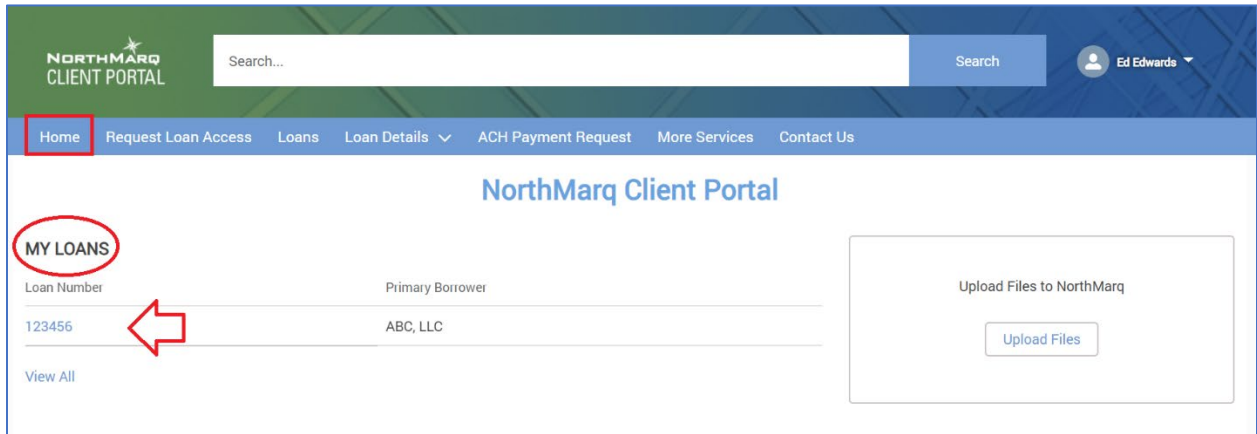 NORTHMARQ
CLIENT PORTAL
Search...
Search
Ed Edwards
Home Request Loan Access Loans Loan Details ACH Payment Request More Services Contact Us
NorthMarq Client Portal
MY LOANS
Loan Number Primary Borrower
123456 ABC, LLC
View All
Upload Files to NorthMarq
Upload Files